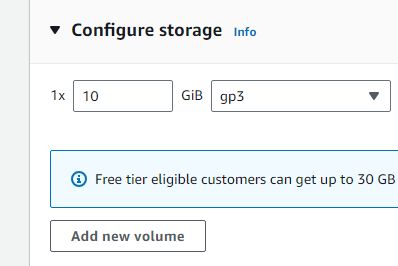 Configure storage Info
1x 10 GiB gp3
Free tier eligible customers can get up to 30 GB
Add new volume